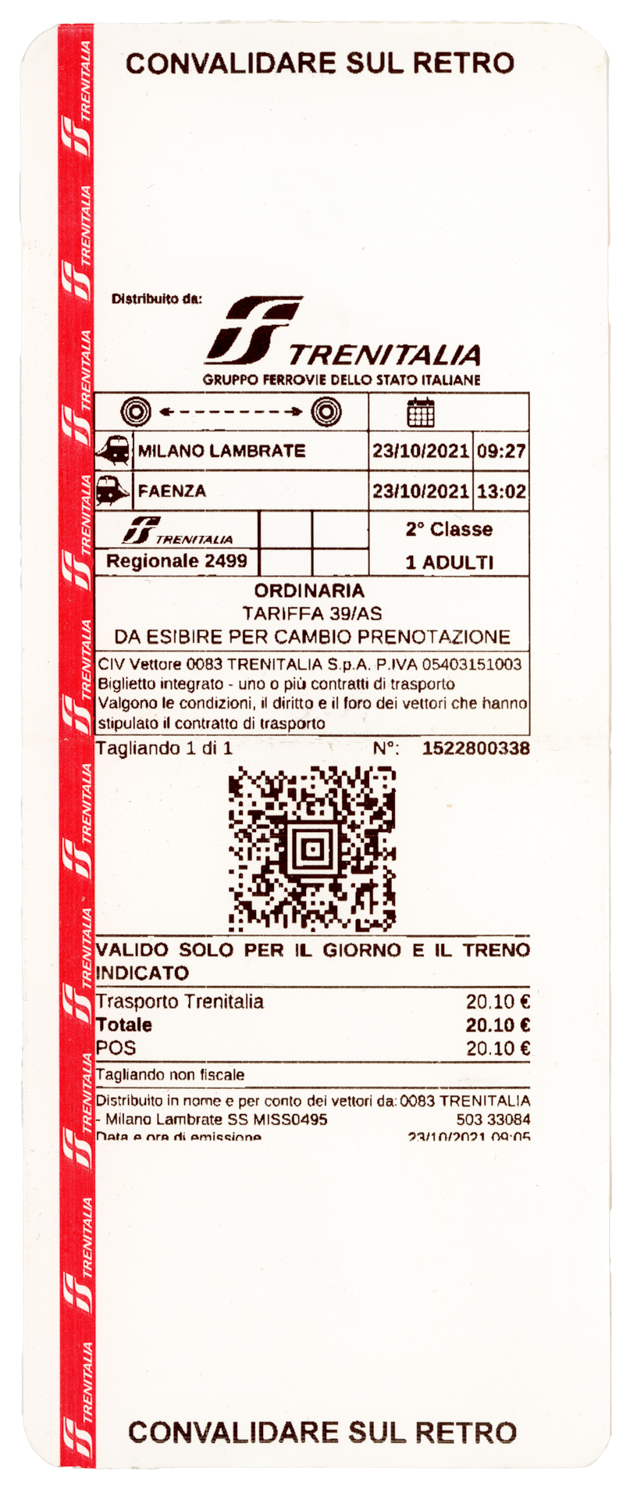 CONVALIDARE SUL RETRO
Distribuito da:
TRENITALIA
GRUPPO FERROVIE DELLO STATO ITALIANE
MILANO LAMBRATE 23/10/2021 09:27
FAENZA 23/10/2021 13:02
TRENITALIA 2° Classe
Regionale 2499 1 ADULTI
ORDINARIA
TARIFFA 39/AS
DA ESIBIRE PER CAMBIO PRENOTAZIONE
CIV Vettore 0083 TRENITALIA S.p.A. P.IVA 05403151003
Biglietto integrato - uno o più contratti di trasporto
Valgono le condizioni, il diritto e il foro dei vettori che hanno
stipulato il contratto di trasporto
Tagliando 1 di 1 N°: 1522800338
VALIDO SOLO PER IL GIORNO E IL TRENO
INDICATO
Trasporto Trenitalia 20.10 €
Totale 20.10 €
POS 20.10 €
Tagliando non fiscale
Distribuito in nome e per conto dei vettori da: 0083 TRENITALIA
- Milano Lambrate SS MISS0495 503 33084
Data e ora di emissione 23/10/2021 09:05
CONVALIDARE SUL RETRO
TRENITALIA
TRENITALIA
TRENITALIA
TRENITALIA
TRENITALIA
TRENITALIA
TRENITALIA
TRENITALIA
TRENITALIA
TRENITALIA